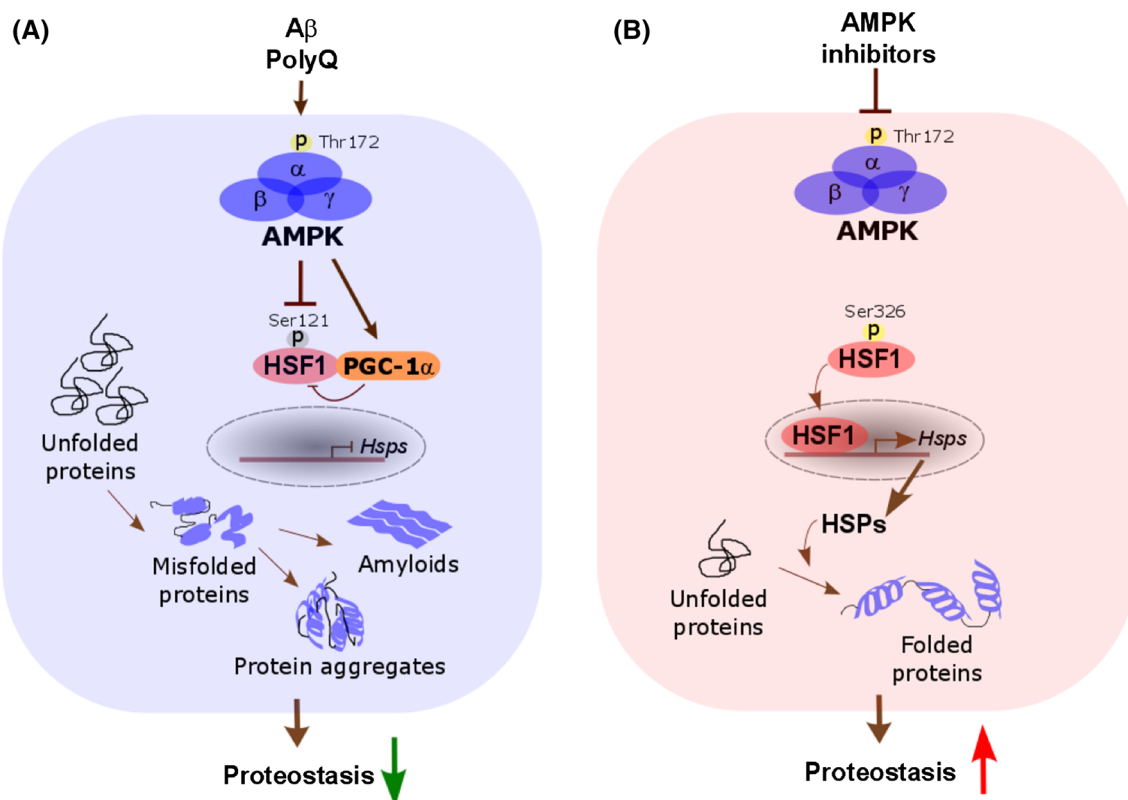 (A)
Aβ
PolyQ
p Thr172
α
β γ
AMPK
Ser121
p
HSF1 PGC-1α
Hsps
Unfolded
proteins
Misfolded
proteins
Amyloids
Protein aggregates
Proteostasis
(B)
AMPK
inhibitors
p Thr172
α
β γ
AMPK
Ser326
p
HSF1
HSF1 Hsps
HSPs
Unfolded
proteins
Folded
proteins
Proteostasis